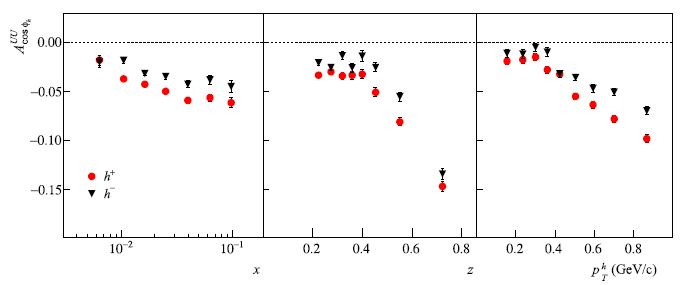 A^{UU}_{cos ϕ_h}
0.00
−0.05
−0.10
−0.15
h⁺
h⁻
10⁻² 10⁻¹ 0.2 0.4 0.6 0.8 0.2 0.4 0.6 0.8
x z p_T^h (GeV/c)